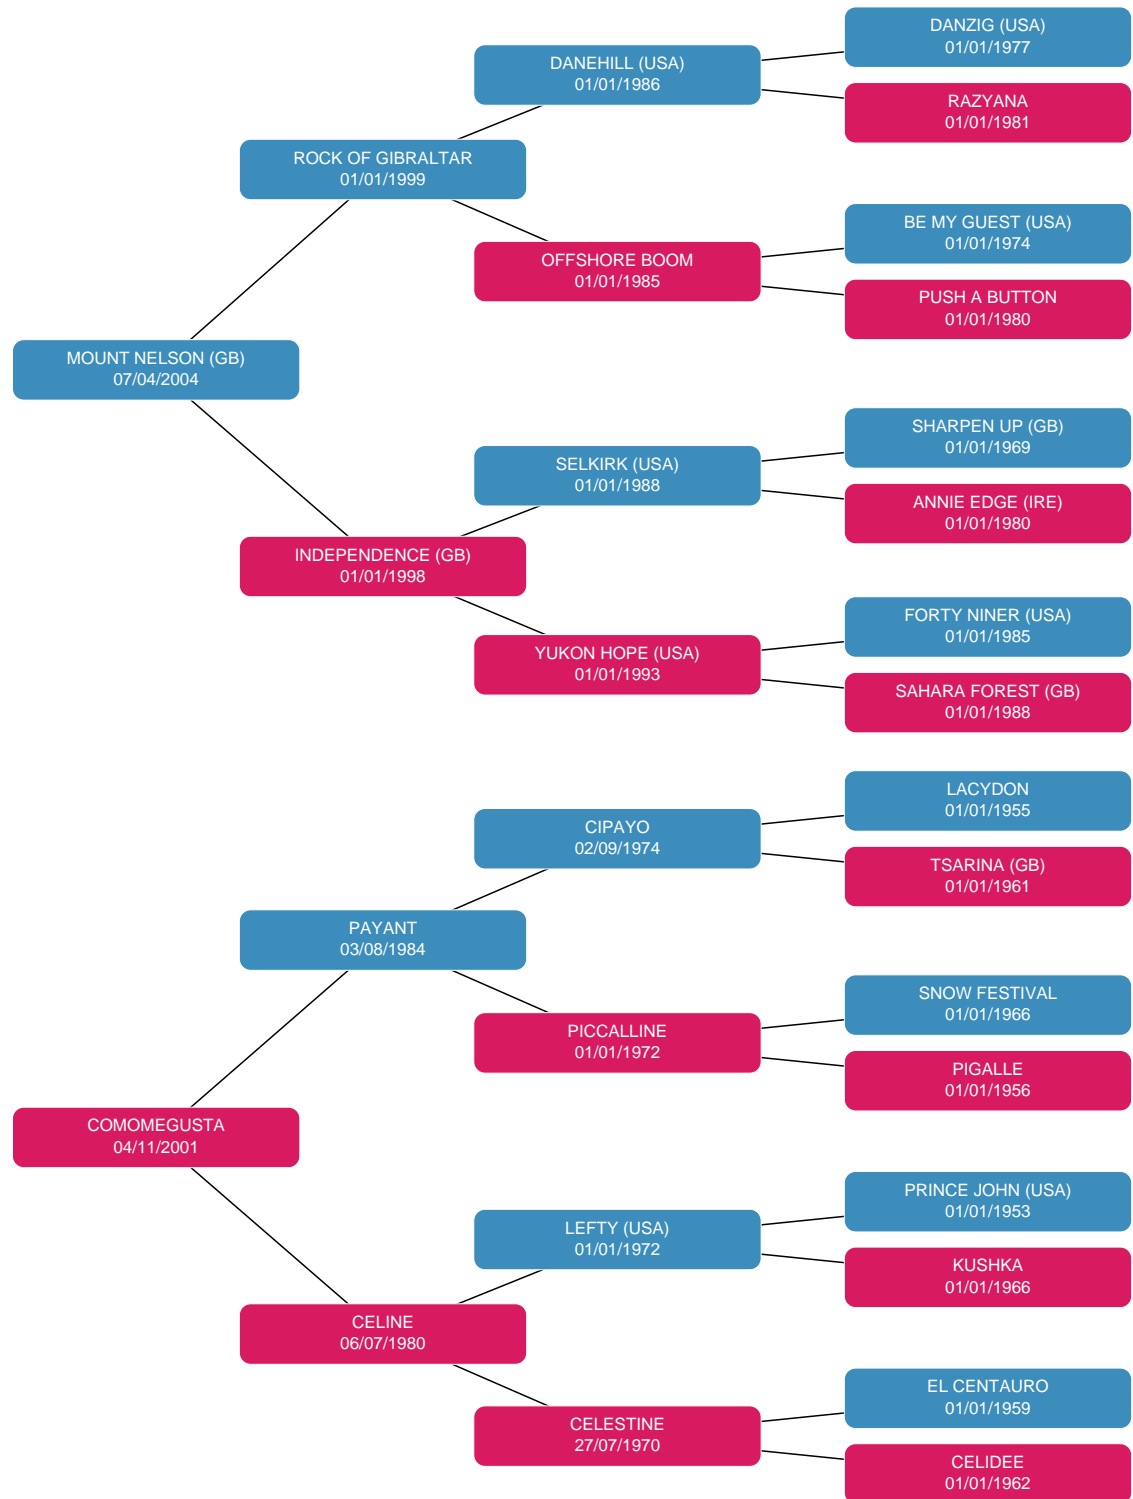 DANZIG (USA)
01/01/1977
DANEHILL (USA)
01/01/1986
RAZYANA
01/01/1981
ROCK OF GIBRALTAR
01/01/1999
BE MY GUEST (USA)
01/01/1974
OFFSHORE BOOM
01/01/1985
PUSH A BUTTON
01/01/1980
MOUNT NELSON (GB)
07/04/2004
SHARPEN UP (GB)
01/01/1969
SELKIRK (USA)
01/01/1988
ANNIE EDGE (IRE)
01/01/1980
INDEPENDENCE (GB)
01/01/1998
FORTY NINER (USA)
01/01/1985
YUKON HOPE (USA)
01/01/1993
SAHARA FOREST (GB)
01/01/1988
LACYDON
01/01/1955
CIPAYO
02/09/1974
TSARINA (GB)
01/01/1961
PAYANT
03/08/1984
SNOW FESTIVAL
01/01/1966
PICCALLINE
01/01/1972
PIGALLE
01/01/1956
COMOMEGUSTA
04/11/2001
PRINCE JOHN (USA)
01/01/1953
LEFTY (USA)
01/01/1972
KUSHKA
01/01/1966
CELINE
06/07/1980
EL CENTAURO
01/01/1959
CELESTINE
27/07/1970
CELIDEE
01/01/1962